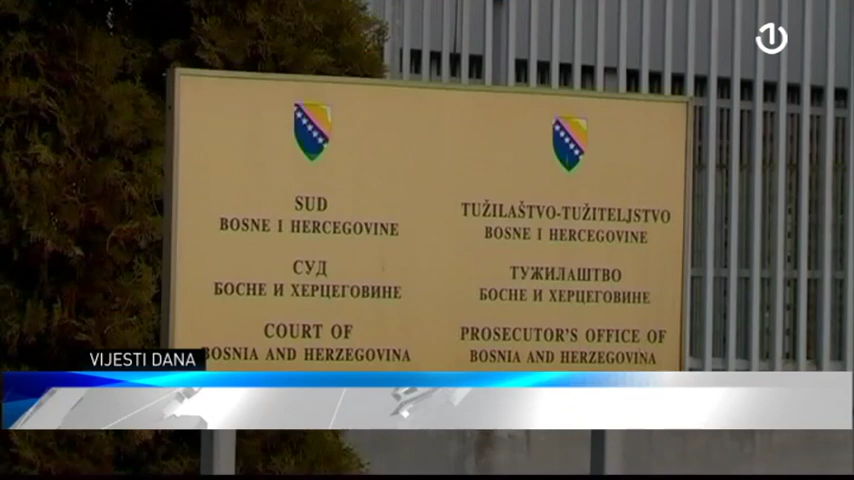 SUD
BOSNE I HERCEGOVINE
СУД
БОСНЕ И ХЕРЦЕГОВИНЕ
COURT OF
BOSNIA AND HERZEGOVINA
TUŽILAŠTVO-TUŽITELJSTVO
BOSNE I HERCEGOVINE
ТУЖИЛАШТВО
БОСНЕ И ХЕРЦЕГОВИНЕ
PROSECUTOR'S OFFICE OF
BOSNIA AND HERZEGOVINA
VIJESTI DANA